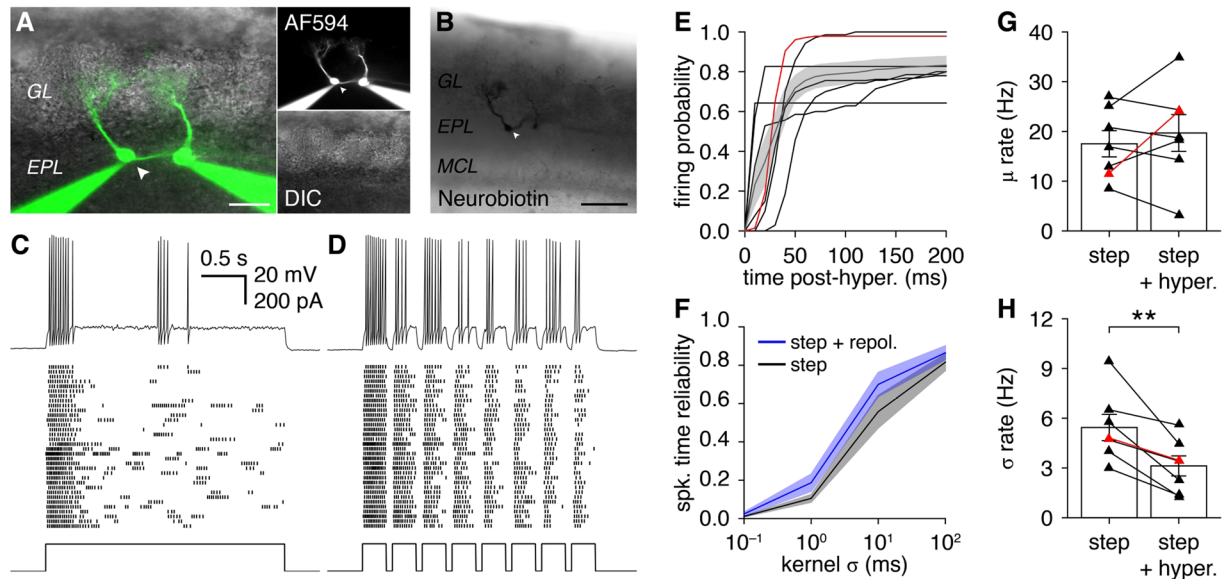 A
AF594
GL
EPL
DIC
B
GL
EPL
MCL
Neurobiotin
C
0.5 s
20 mV
200 pA
D
E
firing probability
1.0
0.8
0.6
0.4
0.2
0.0
0
50
100
150
200
time post-hyper. (ms)
F
spk. time reliability
1.0
0.8
0.6
0.4
0.2
0.0
step + repol.
step
10⁻¹
10⁰
10¹
10²
kernel σ (ms)
G
μ rate (Hz)
40
30
20
10
0
step
step
+ hyper.
H
σ rate (Hz)
12
9
6
3
0
**
step
step
+ hyper.